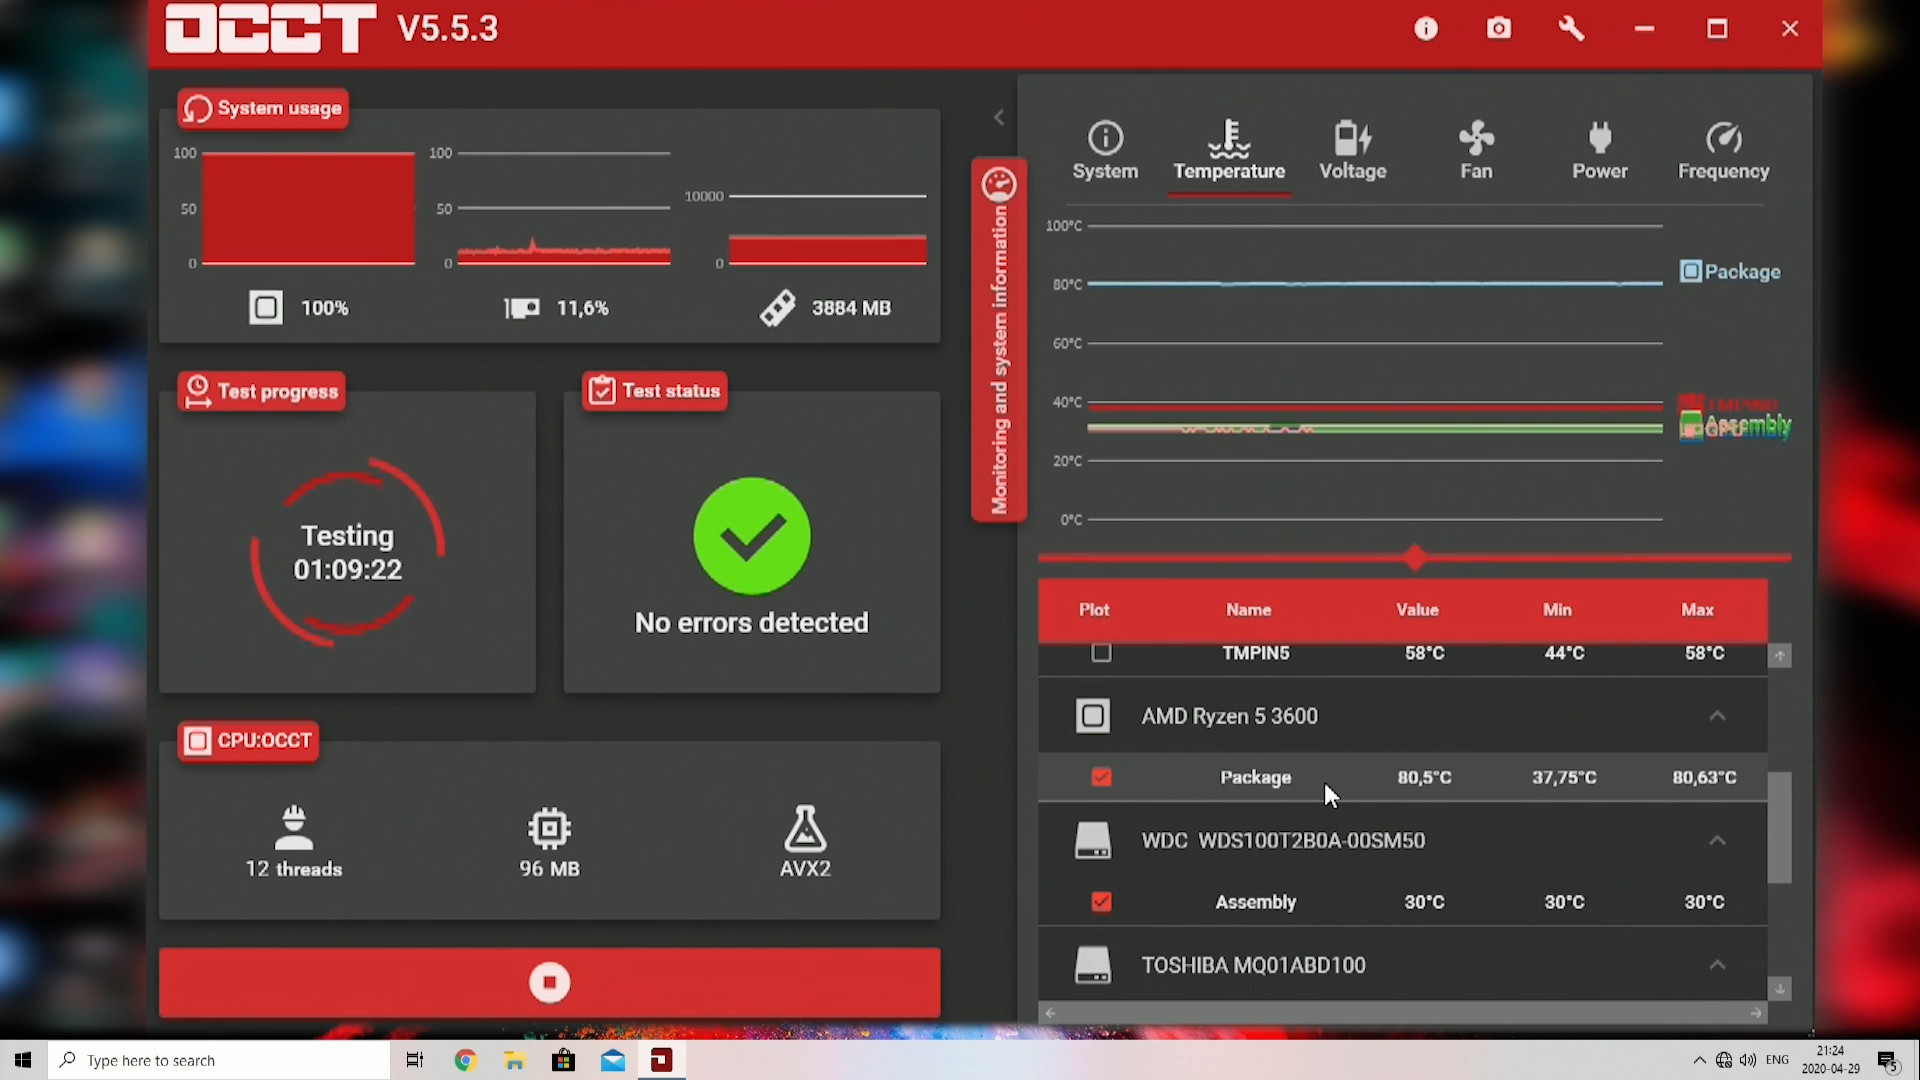 OCCT V5.5.3
System usage
100
50
0
100
50
0
10000
0
100%
11,6%
3884 MB
Test progress
Testing
01:09:22
Test status
No errors detected
CPU:OCCT
12 threads
96 MB
AVX2
Monitoring and system information
System
Temperature
Voltage
Fan
Power
Frequency
100°C
80°C
60°C
40°C
20°C
0°C
Package
Assembly
Plot Name Value Min Max
TMPIN5 58°C 44°C 58°C
AMD Ryzen 5 3600
Package 80,5°C 37,75°C 80,63°C
WDC WDS100T2B0A-00SM50
Assembly 30°C 30°C 30°C
TOSHIBA MQ01ABD100
Type here to search
ENG
21:24
2020-04-29
5